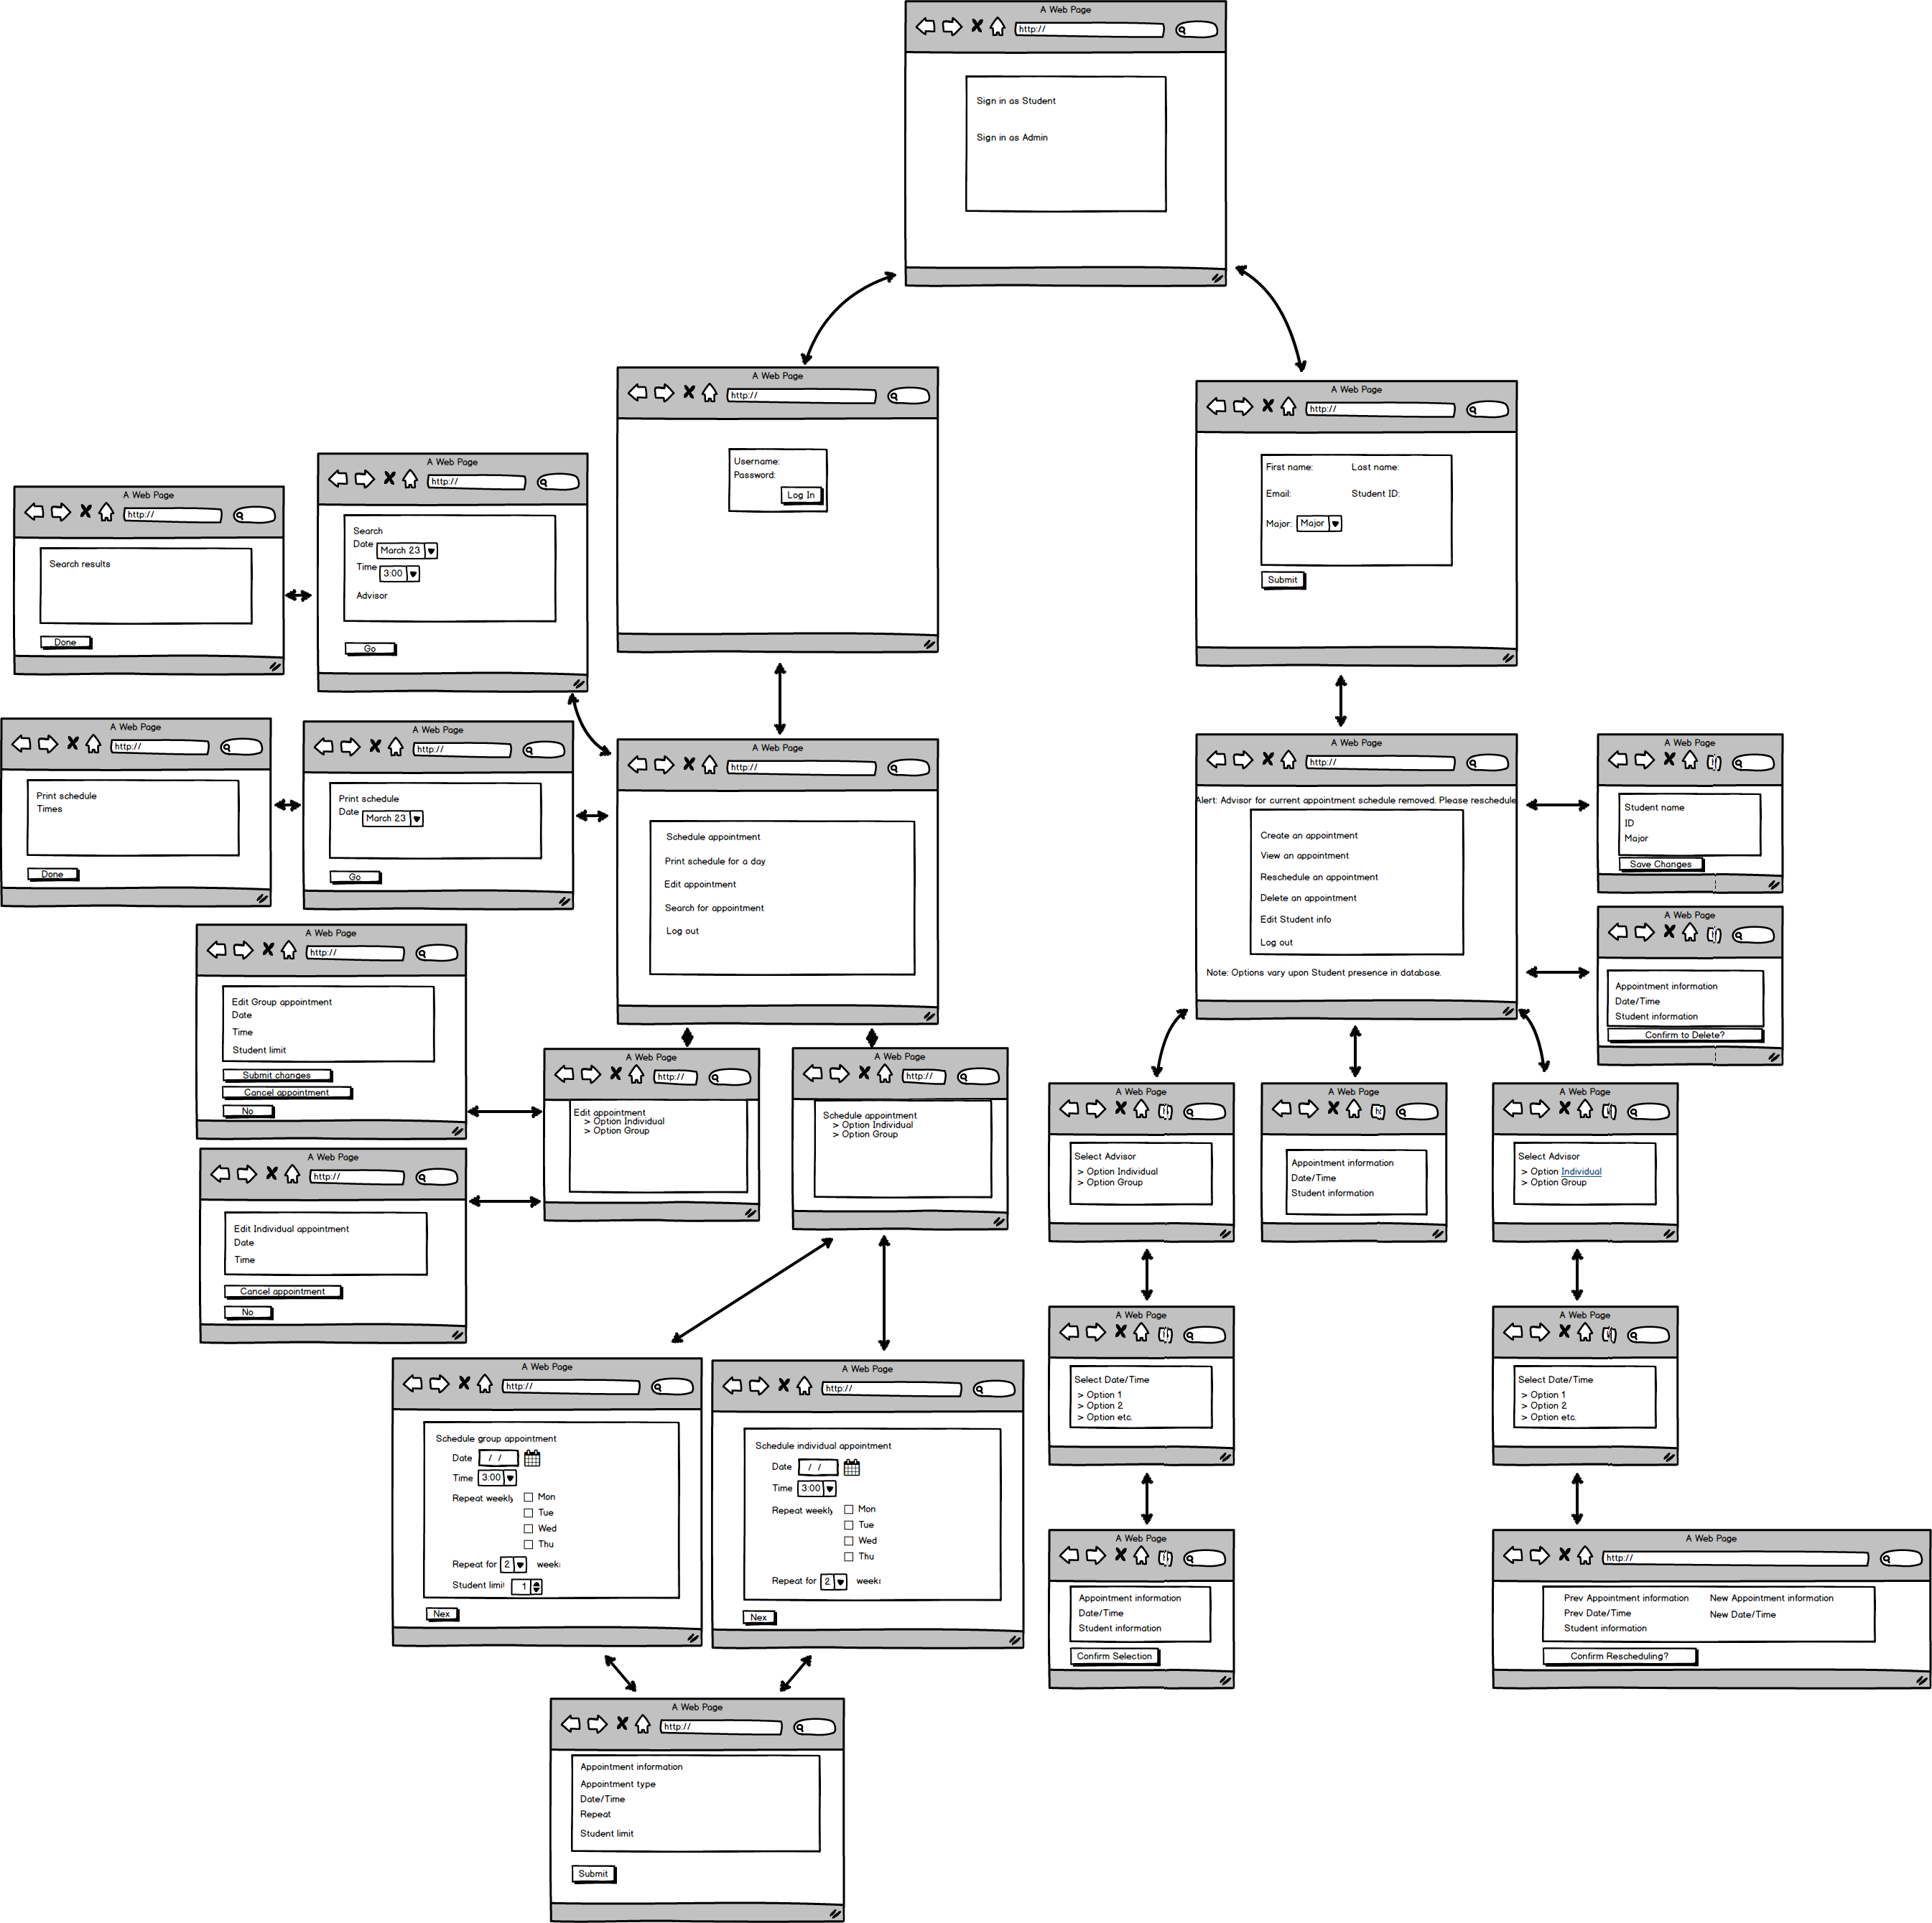 A Web Page
http://
Sign in as Student
Sign in as Admin
A Web Page
http://
Username:
Password:
Log In
A Web Page
http://
First name: Last name:
Email: Student ID:
Major: Major
Submit
A Web Page
http://
Search
Date March 23
Time 3:00
Advisor
Go
A Web Page
http://
Search results
Done
A Web Page
http://
Print schedule
Times
Done
A Web Page
http://
Print schedule
Date March 23
Go
A Web Page
http://
Schedule appointment
Print schedule for a day
Edit appointment
Search for appointment
Log out
A Web Page
http://
Alert: Advisor for current appointment schedule removed. Please reschedule
Create an appointment
View an appointment
Reschedule an appointment
Delete an appointment
Edit Student info
Log out
Note: Options vary upon Student presence in database.
A Web Page
Student name
ID
Major
Save Changes
A Web Page
Appointment information
Date/Time
Student information
Confirm to Delete?
A Web Page
http://
Edit Group appointment
Date
Time
Student limit
Submit changes
Cancel appointment
No
A Web Page
http://
Edit appointment
> Option Individual
> Option Group
A Web Page
http://
Schedule appointment
> Option Individual
> Option Group
A Web Page
http://
Edit Individual appointment
Date
Time
Cancel appointment
No
A Web Page
Select Advisor
> Option Individual
> Option Group
A Web Page
Appointment information
Date/Time
Student information
A Web Page
Select Advisor
> Option Individual
> Option Group
A Web Page
Select Date/Time
> Option 1
> Option 2
> Option etc.
A Web Page
Select Date/Time
> Option 1
> Option 2
> Option etc.
A Web Page
http://
Schedule group appointment
Date / /
Time 3:00
Repeat weekly Mon
Tue
Wed
Thu
Repeat for 2 week
Student limi 1
Nex
A Web Page
http://
Schedule individual appointment
Date / /
Time 3:00
Repeat weekly Mon
Tue
Wed
Thu
Repeat for 2 week
Nex
A Web Page
Appointment information
Date/Time
Student information
Confirm Selection
A Web Page
http://
Prev Appointment information New Appointment information
Prev Date/Time New Date/Time
Student information
Confirm Rescheduling?
A Web Page
http://
Appointment information
Appointment type
Date/Time
Repeat
Student limit
Submit